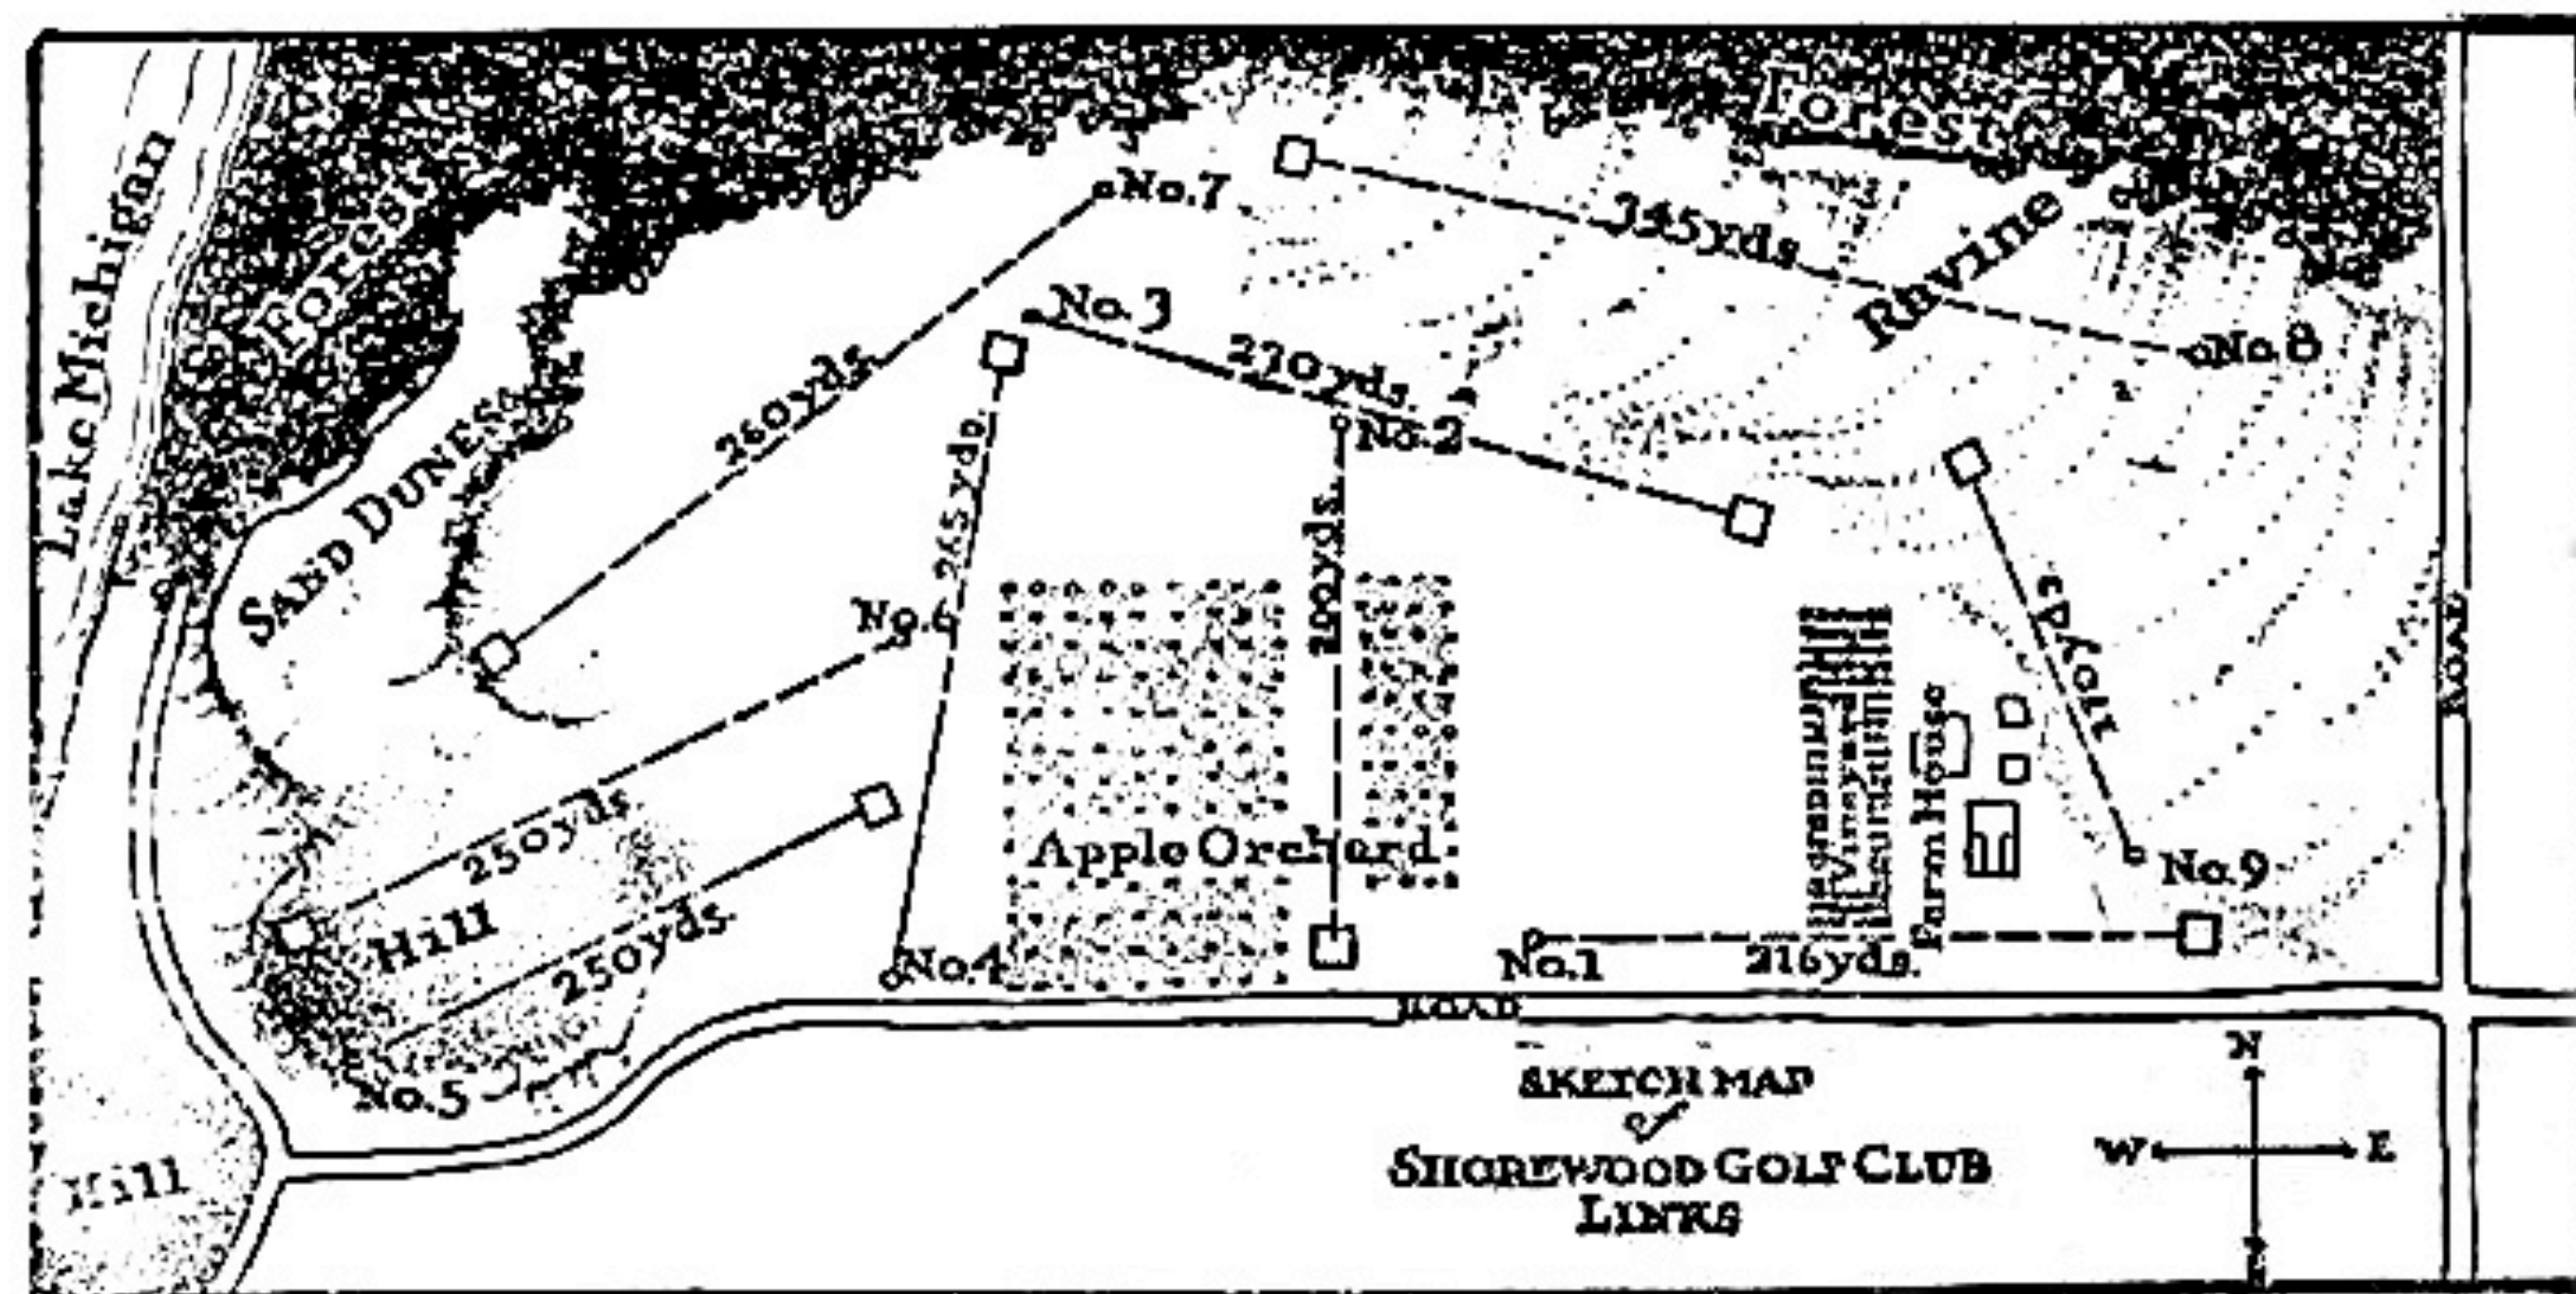 Forest
No.7
345yds.
Lake Michigan
Forest
Ravine
No.3
270yds.
No.8
260yds.
No.2
SAND DUNES
265yds.
200yds.
No.6
170yds
ROAD
Vineyard
Farm House
250yds
Apple Orchard
No.9
Hill
250yds.
No.4
No.1
216yds.
ROAD
No.5
SKETCH MAP
of
SHOREWOOD GOLF CLUB
LINKS
N
W
E
Hill